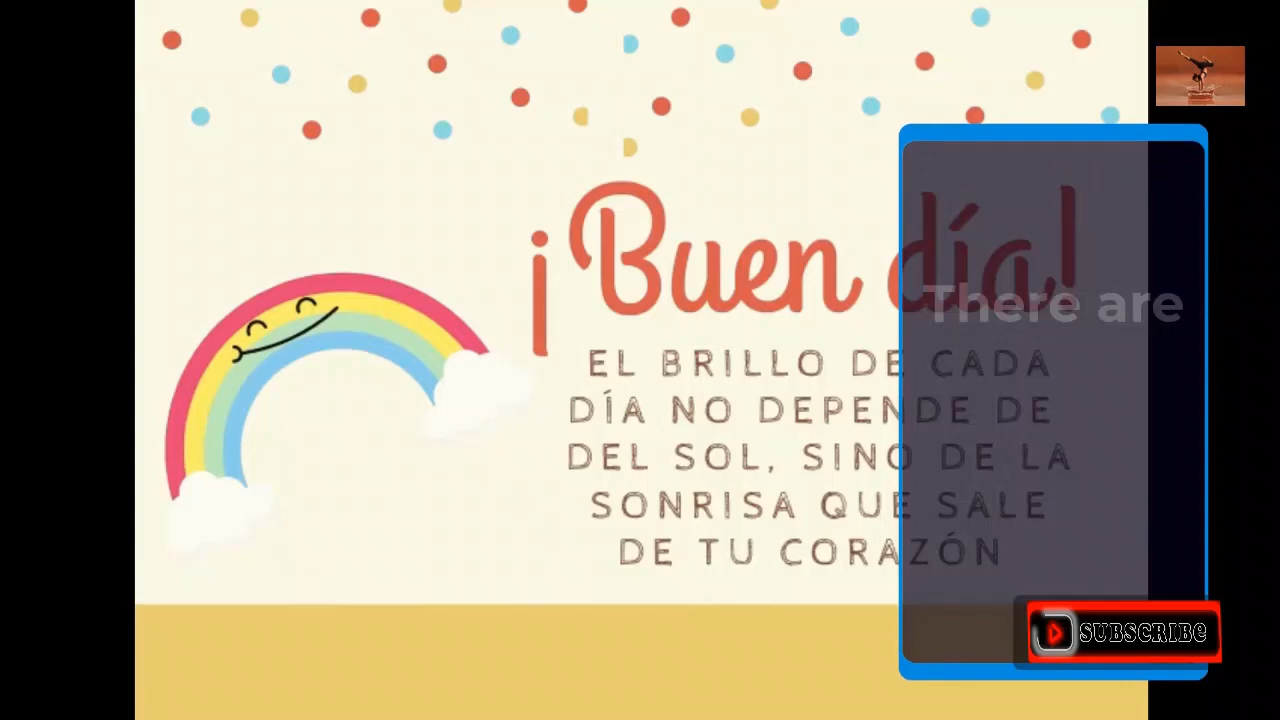 ¡Buen día!
There are
EL BRILLO DE CADA
DÍA NO DEPENDE DE
DEL SOL, SINO DE LA
SONRISA QUE SALE
DE TU CORAZÓN
SUBSCRIBe